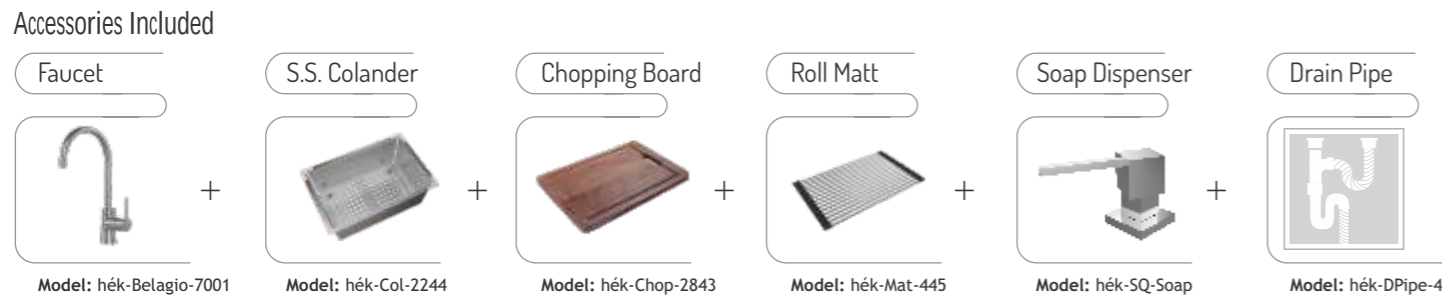 Accessories Included
Faucet
S.S. Colander
Chopping Board
Roll Matt
Soap Dispenser
Drain Pipe
+
+
+
+
+
Model: hék-Belagio-7001
Model: hék-Col-2244
Model: hék-Chop-2843
Model: hék-Mat-445
Model: hék-SQ-Soap
Model: hék-DPipe-4